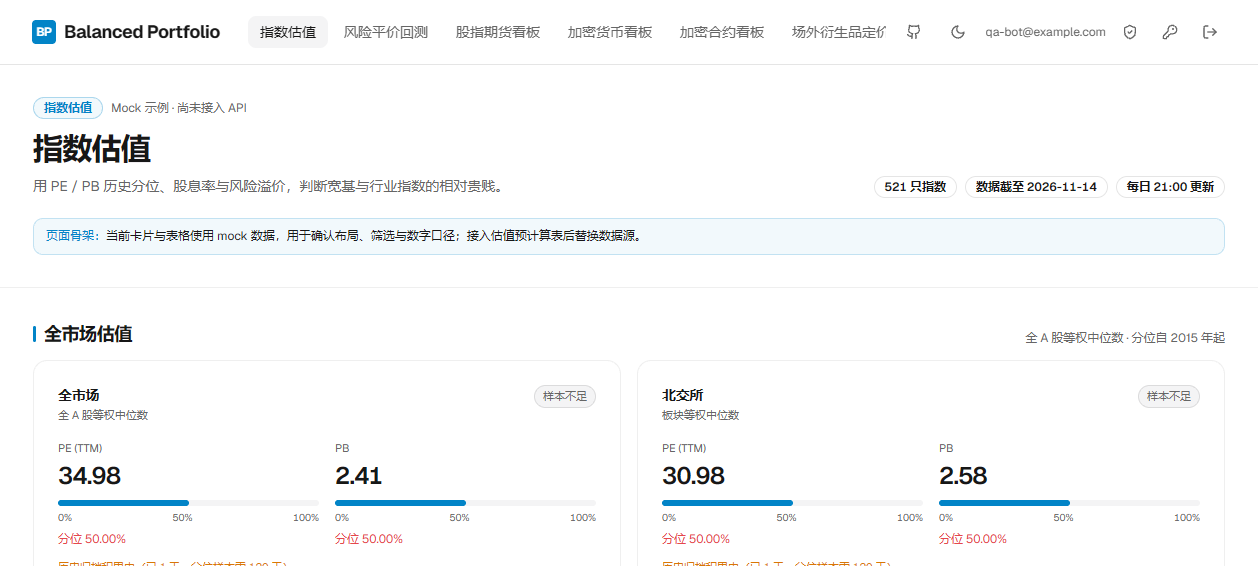 BP Balanced Portfolio 指数估值 风险平价回测 股指期货看板 加密货币看板 加密合约看板 场外衍生品定价 qa-bot@example.com
指数估值 Mock 示例 · 尚未接入 API
指数估值
用 PE / PB 历史分位、股息率与风险溢价，判断宽基与行业指数的相对贵贱。
521 只指数 数据截至 2026-11-14 每日 21:00 更新
页面骨架：当前卡片与表格使用 mock 数据，用于确认布局、筛选与数字口径；接入估值预计算表后替换数据源。
全市场估值
全 A 股等权中位数 · 分位自 2015 年起
全市场 样本不足
全 A 股等权中位数
PE (TTM) PB
34.98 2.41
0% 50% 100% 0% 50% 100%
分位 50.00% 分位 50.00%
北交所 样本不足
板块等权中位数
PE (TTM) PB
30.98 2.58
0% 50% 100% 0% 50% 100%
分位 50.00% 分位 50.00%